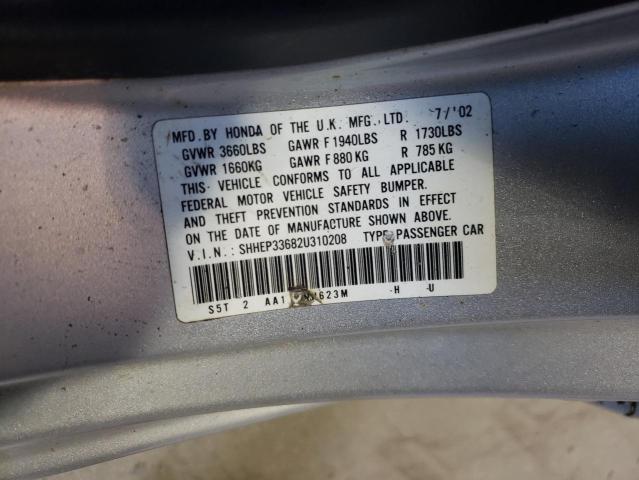 MFD. BY HONDA OF THE U.K. MFG., LTD. 7/'02
GVWR 3660LBS GAWR F 1940LBS R 1730LBS
GVWR 1660KG GAWR F 880 KG R 785 KG
THIS VEHICLE CONFORMS TO ALL APPLICABLE
FEDERAL MOTOR VEHICLE SAFETY BUMPER.
AND THEFT PREVENTION STANDARDS IN EFFECT
ON THE DATE OF MANUFACTURE SHOWN ABOVE.
V.I.N.: SHHEP33682U310208 TYPE: PASSENGER CAR
S5T 2 AA1 623M -H -U